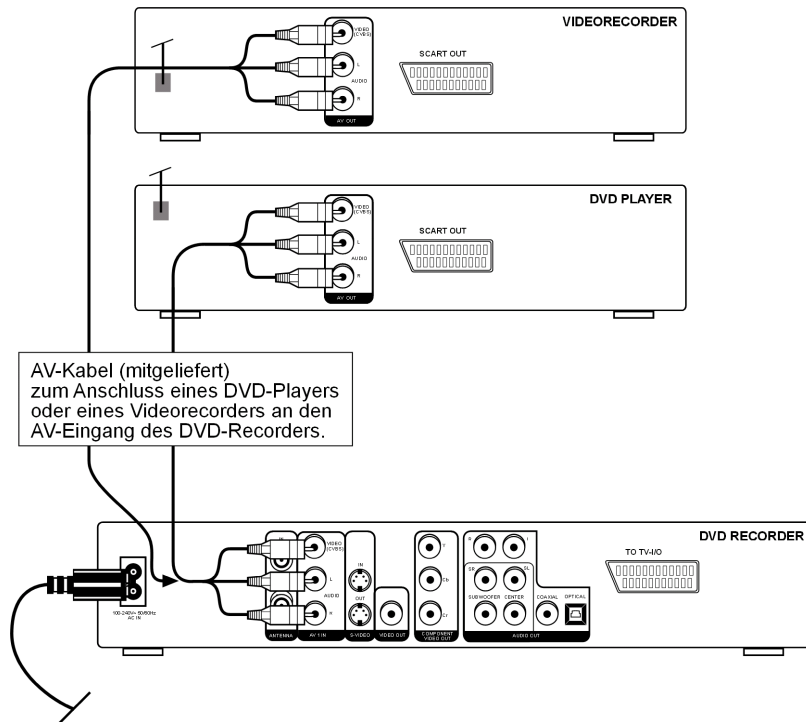 VIDEORECORDER
VIDEO
(CVBS)
SCART OUT
L
AUDIO
R
AV OUT
DVD PLAYER
VIDEO
(CVBS)
SCART OUT
L
AUDIO
R
AV OUT
AV-Kabel (mitgeliefert)
zum Anschluss eines DVD-Players
oder eines Videorecorders an den
AV-Eingang des DVD-Recorders.
DVD RECORDER
VIDEO
(CVBS)
L
AUDIO
R
100-240V~ 50/60Hz
AC IN
ANTENNA
AV 1 IN
IN
OUT
S-VIDEO
VIDEO OUT
Y
Cb
Cr
COMPONENT
VIDEO OUT
R
SR
SL
SUBWOOFER
CENTER
COAXIAL
OPTICAL
AUDIO OUT
TO TV-I/O